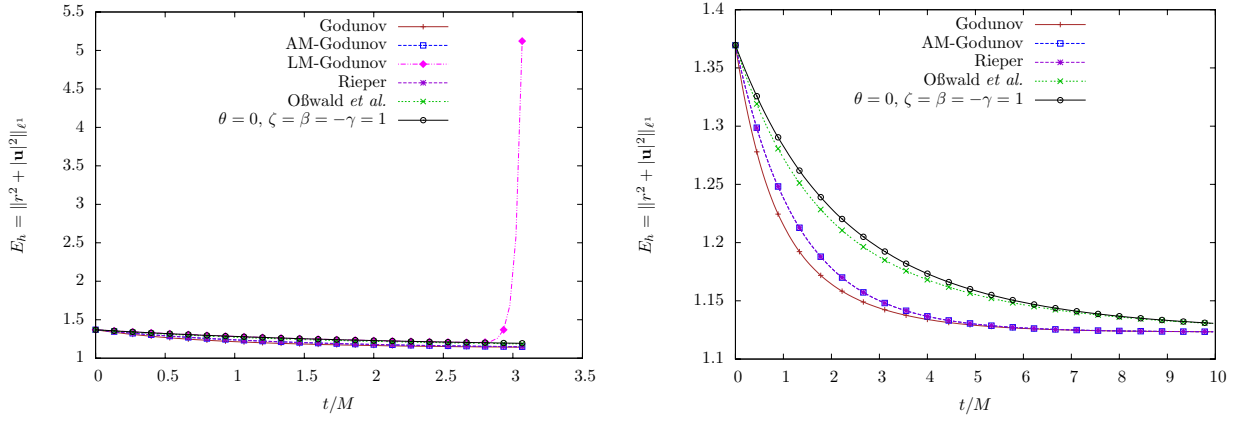 5.5
5
4.5
4
3.5
3
2.5
2
1.5
1
0 0.5 1 1.5 2 2.5 3 3.5
t/M
E_h = ||r² + |𝐮|²||_ℓ¹
Godunov
AM-Godunov
LM-Godunov
Rieper
Oßwald et al.
θ = 0, ζ = β = −γ = 1
1.4
1.35
1.3
1.25
1.2
1.15
1.1
0 1 2 3 4 5 6 7 8 9 10
t/M
E_h = ||r² + |𝐮|²||_ℓ¹
Godunov
AM-Godunov
Rieper
Oßwald et al.
θ = 0, ζ = β = −γ = 1